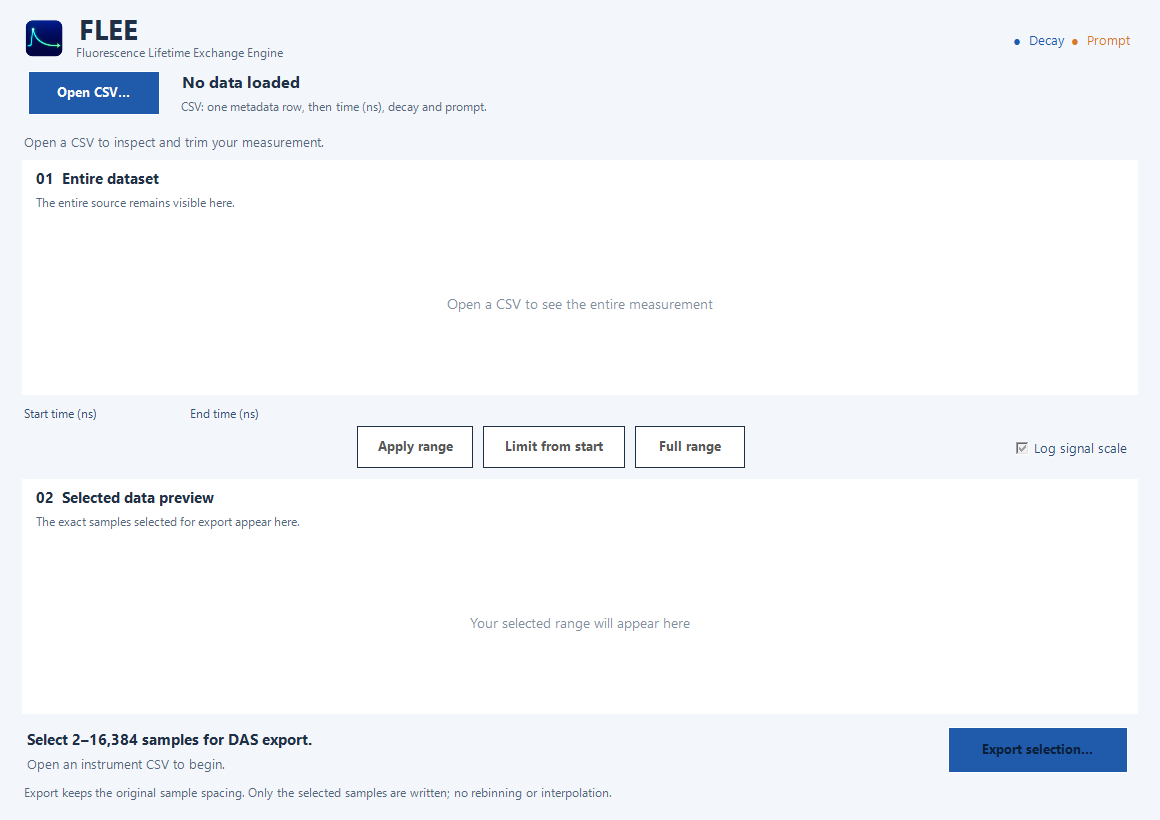 FLEE
Fluorescence Lifetime Exchange Engine
● Decay ● Prompt
Open CSV...
No data loaded
CSV: one metadata row, then time (ns), decay and prompt.
Open a CSV to inspect and trim your measurement.
01 Entire dataset
The entire source remains visible here.
Open a CSV to see the entire measurement
Start time (ns) End time (ns)
Apply range Limit from start Full range
Log signal scale
02 Selected data preview
The exact samples selected for export appear here.
Your selected range will appear here
Select 2–16,384 samples for DAS export.
Open an instrument CSV to begin.
Export selection...
Export keeps the original sample spacing. Only the selected samples are written; no rebinning or interpolation.